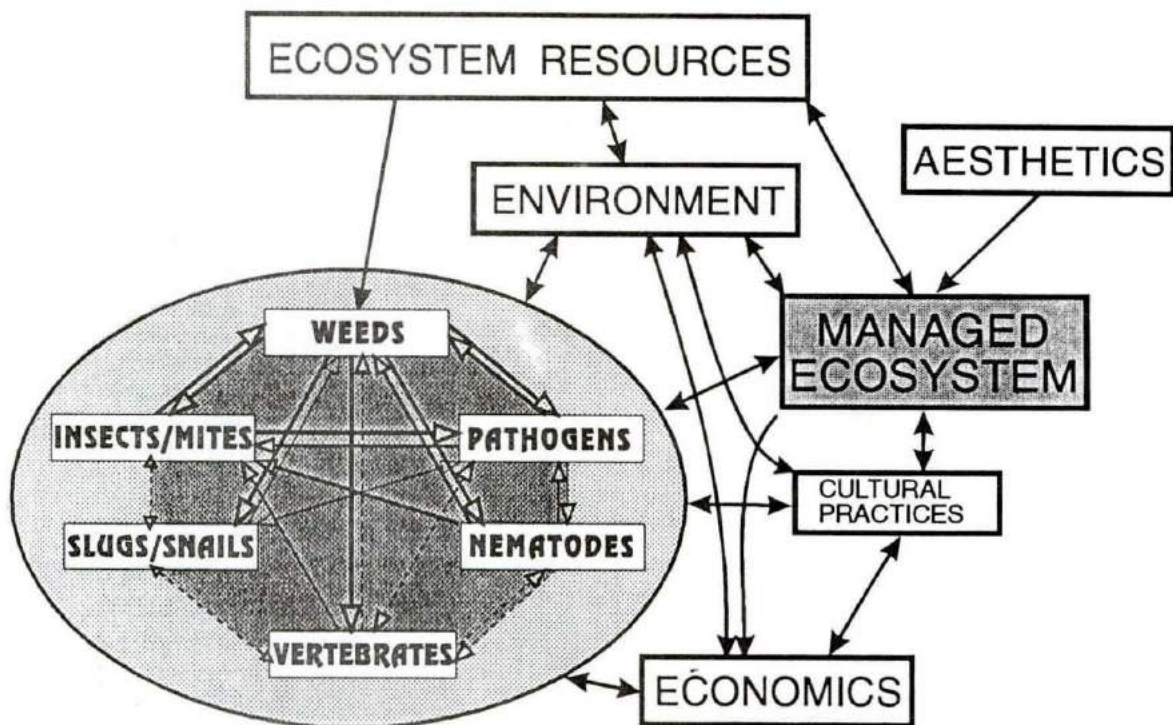 ECOSYSTEM RESOURCES
AESTHETICS
ENVIRONMENT
MANAGED
ECOSYSTEM
WEEDS
INSECTS/MITES
PATHOGENS
CULTURAL
PRACTICES
SLUGS/SNAILS
NEMATODES
VERTEBRATES
ECONOMICS